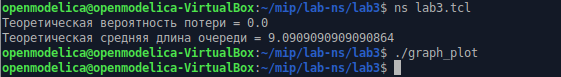 openmodelica@openmodelica-VirtualBox:~/mip/lab-ns/lab3$ ns lab3.tcl
Теоретическая вероятность потери = 0.0
Теоретическая средняя длина очереди = 9.0909090909090864
openmodelica@openmodelica-VirtualBox:~/mip/lab-ns/lab3$ ./graph_plot
openmodelica@openmodelica-VirtualBox:~/mip/lab-ns/lab3$